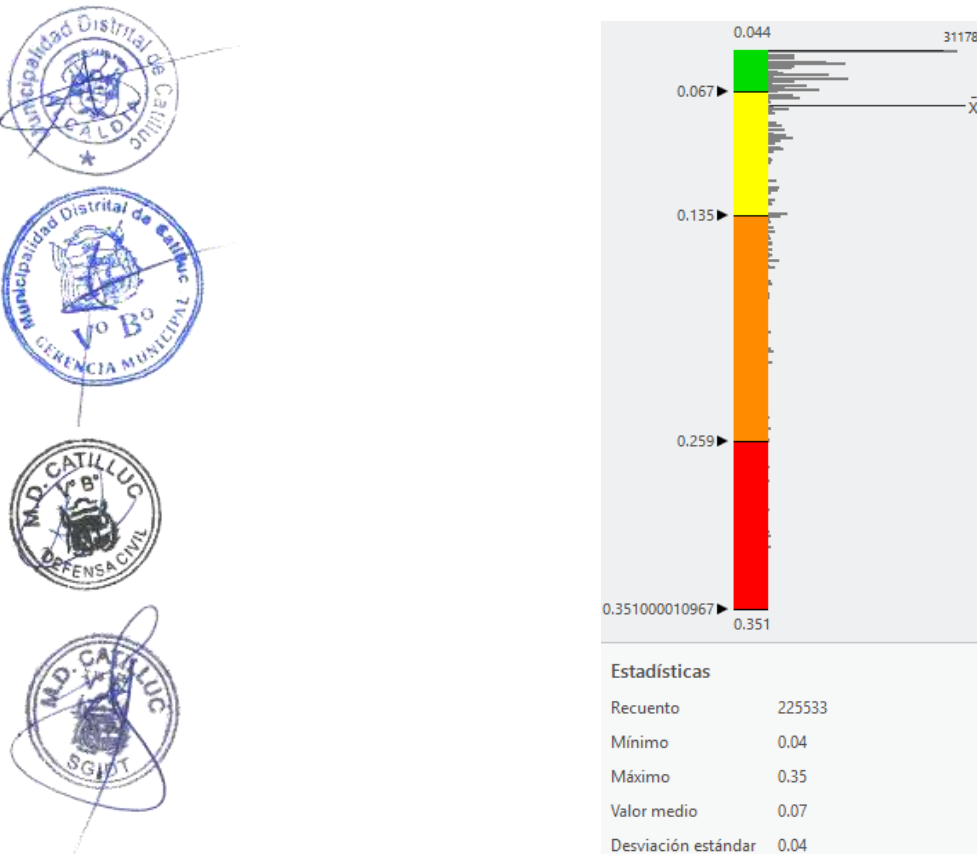 Municipalidad Distrital de Catilluc
ALCALDIA
Municipalidad Distrital de Catilluc
Vº Bº
GERENCIA MUNICIPAL
M.D. CATILLUC
Vº Bº
DEFENSA CIVIL
M.D. CATILLUC
Vº Bº
SGIDT
0.044
31178
0.067
X
0.135
0.259
0.351000010967
0.351
Estadísticas
Recuento 225533
Mínimo 0.04
Máximo 0.35
Valor medio 0.07
Desviación estándar 0.04